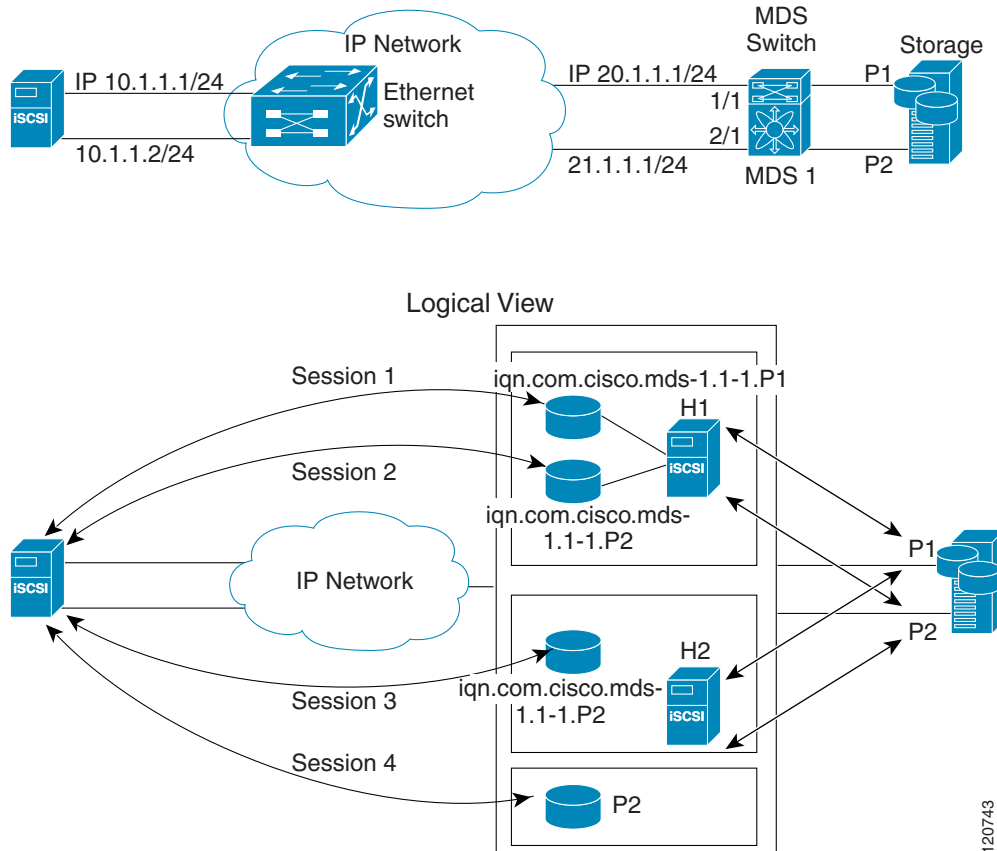 MDS
Switch
Storage
IP Network
IP 10.1.1.1/24
IP 20.1.1.1/24
P1
iSCSI
Ethernet
switch
1/1
2/1
10.1.1.2/24
21.1.1.1/24
MDS 1
P2
Logical View
Session 1
iqn.com.cisco.mds-1.1-1.P1
H1
Session 2
iSCSI
iqn.com.cisco.mds-
1.1-1.P2
P1
iSCSI
IP Network
P2
H2
Session 3
iqn.com.cisco.mds-
1.1-1.P2
iSCSI
Session 4
P2
120743